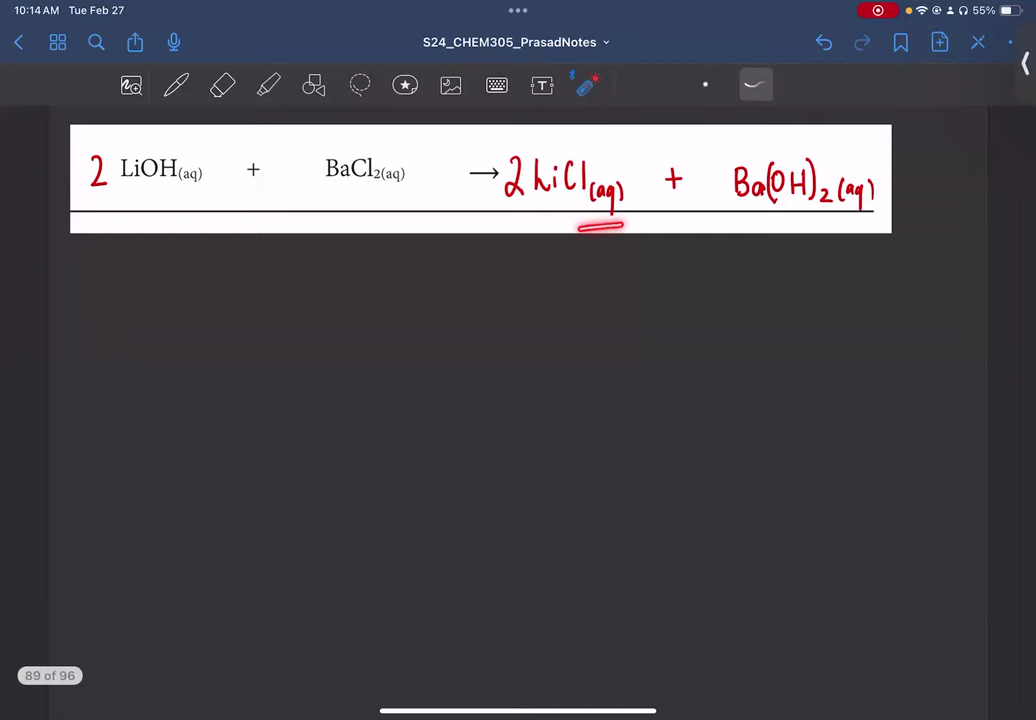 10:14 AM Tue Feb 27 55%
S24_CHEM305_PrasadNotes
2 LiOH(aq) + BaCl2(aq) → 2 LiCl(aq) + Ba(OH)2(aq)
89 of 96